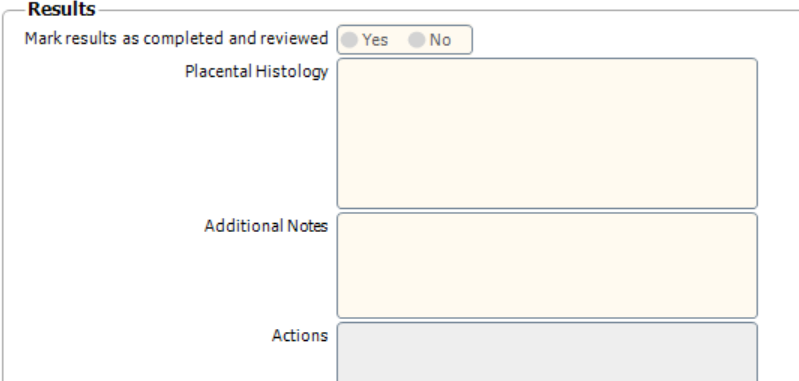 Results
Mark results as completed and reviewed Yes No
Placental Histology
Additional Notes
Actions